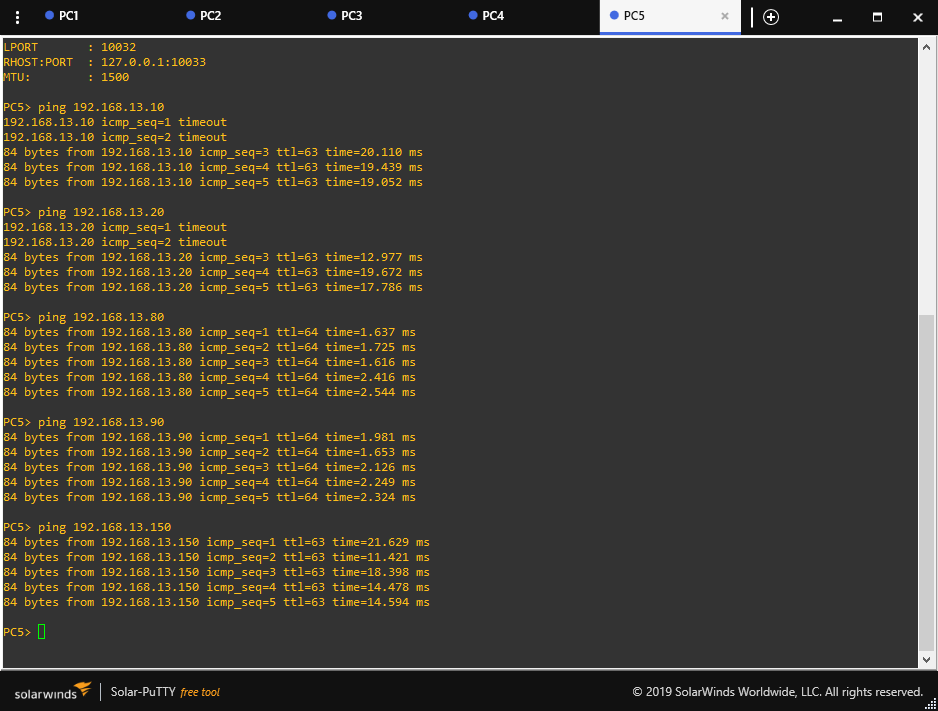 PC1 PC2 PC3 PC4 PC5
LPORT : 10032
RHOST:PORT : 127.0.0.1:10033
MTU: : 1500
PC5> ping 192.168.13.10
192.168.13.10 icmp_seq=1 timeout
192.168.13.10 icmp_seq=2 timeout
84 bytes from 192.168.13.10 icmp_seq=3 ttl=63 time=20.110 ms
84 bytes from 192.168.13.10 icmp_seq=4 ttl=63 time=19.439 ms
84 bytes from 192.168.13.10 icmp_seq=5 ttl=63 time=19.052 ms
PC5> ping 192.168.13.20
192.168.13.20 icmp_seq=1 timeout
192.168.13.20 icmp_seq=2 timeout
84 bytes from 192.168.13.20 icmp_seq=3 ttl=63 time=12.977 ms
84 bytes from 192.168.13.20 icmp_seq=4 ttl=63 time=19.672 ms
84 bytes from 192.168.13.20 icmp_seq=5 ttl=63 time=17.786 ms
PC5> ping 192.168.13.80
84 bytes from 192.168.13.80 icmp_seq=1 ttl=64 time=1.637 ms
84 bytes from 192.168.13.80 icmp_seq=2 ttl=64 time=1.725 ms
84 bytes from 192.168.13.80 icmp_seq=3 ttl=64 time=1.616 ms
84 bytes from 192.168.13.80 icmp_seq=4 ttl=64 time=2.416 ms
84 bytes from 192.168.13.80 icmp_seq=5 ttl=64 time=2.544 ms
PC5> ping 192.168.13.90
84 bytes from 192.168.13.90 icmp_seq=1 ttl=64 time=1.981 ms
84 bytes from 192.168.13.90 icmp_seq=2 ttl=64 time=1.653 ms
84 bytes from 192.168.13.90 icmp_seq=3 ttl=64 time=2.126 ms
84 bytes from 192.168.13.90 icmp_seq=4 ttl=64 time=2.249 ms
84 bytes from 192.168.13.90 icmp_seq=5 ttl=64 time=2.324 ms
PC5> ping 192.168.13.150
84 bytes from 192.168.13.150 icmp_seq=1 ttl=63 time=21.629 ms
84 bytes from 192.168.13.150 icmp_seq=2 ttl=63 time=11.421 ms
84 bytes from 192.168.13.150 icmp_seq=3 ttl=63 time=18.398 ms
84 bytes from 192.168.13.150 icmp_seq=4 ttl=63 time=14.478 ms
84 bytes from 192.168.13.150 icmp_seq=5 ttl=63 time=14.594 ms
PC5>
solarwinds Solar-PuTTY free tool © 2019 SolarWinds Worldwide, LLC. All rights reserved.